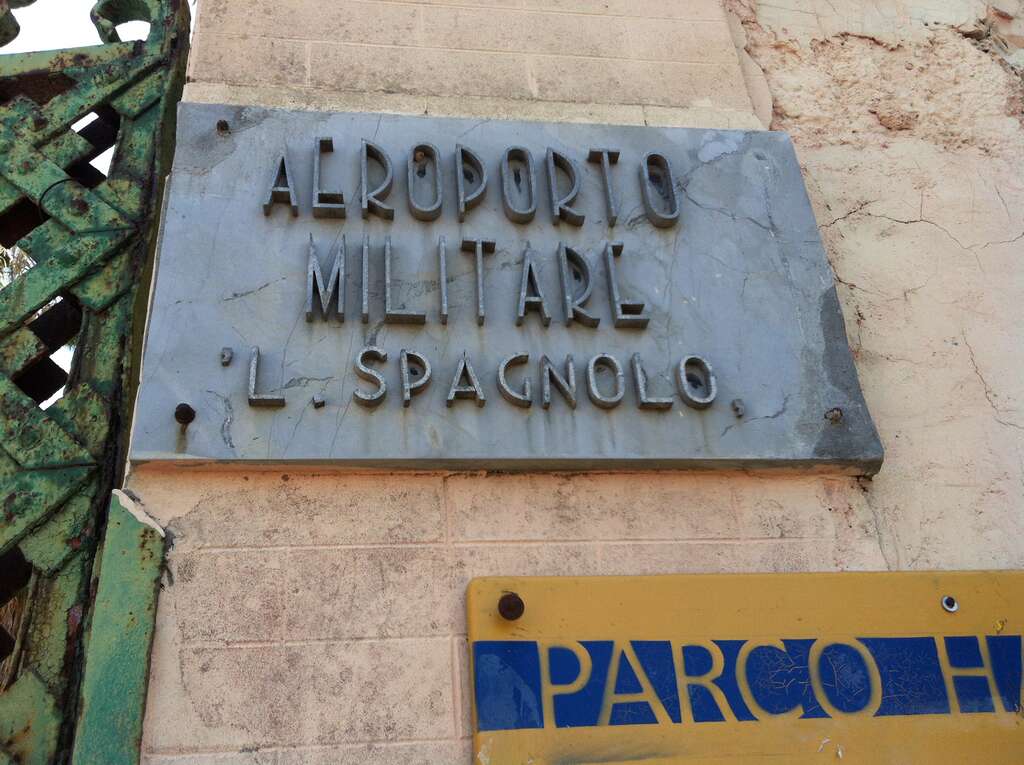 AEROPORTO
MILITARE
'L. SPAGNOLO,
PARCO H